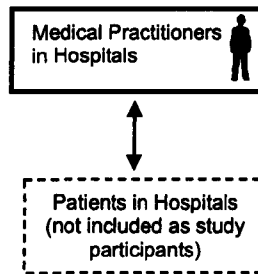 Medical Practitioners
in Hospitals
Patients in Hospitals
(not included as study
participants)